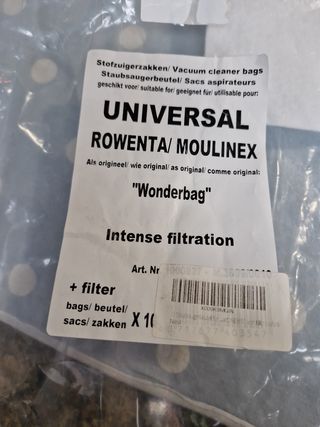 Stofzuigerzakken/ Vacuum cleaner bags
Staubsaugerbeutel/ Sacs aspirateurs
geschikt voor/ suitable for/ geeignet für/ utilisable pour:
UNIVERSAL
ROWENTA/ MOULINEX
Als origineel/ wie original/ as original/ comme original:
"Wonderbag"
Intense filtration
Art. Nr
+ filter
bags/ beutel/
sacs/ zakken X 10